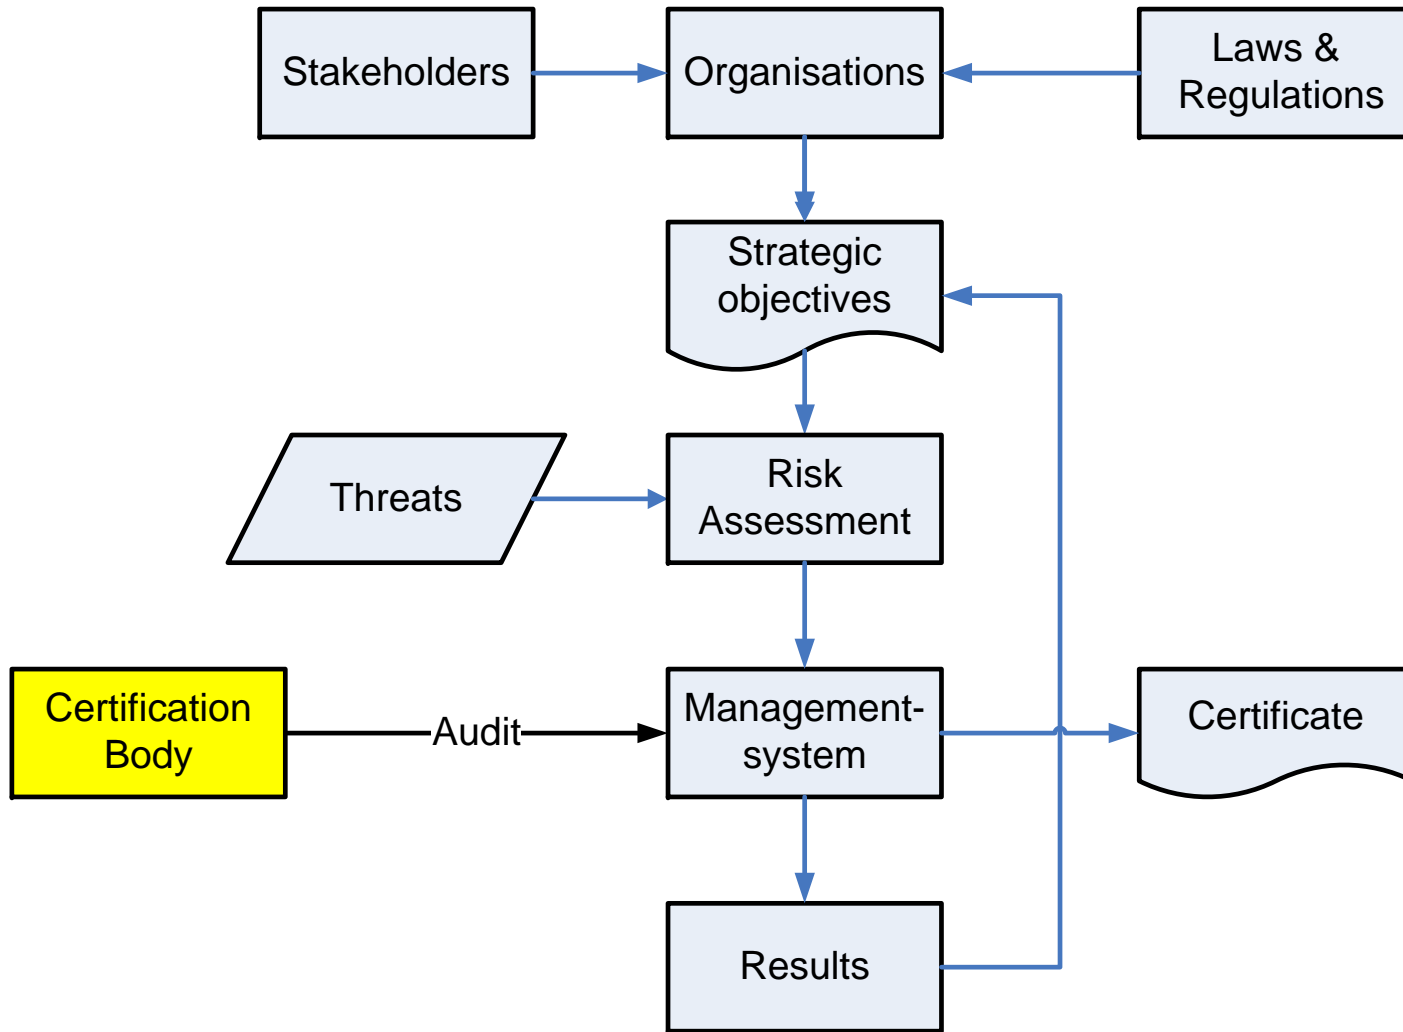 Stakeholders
Organisations
Laws &
Regulations
Strategic
objectives
Threats
Risk
Assessment
Certification
Body
Audit
Management-
system
Certificate
Results